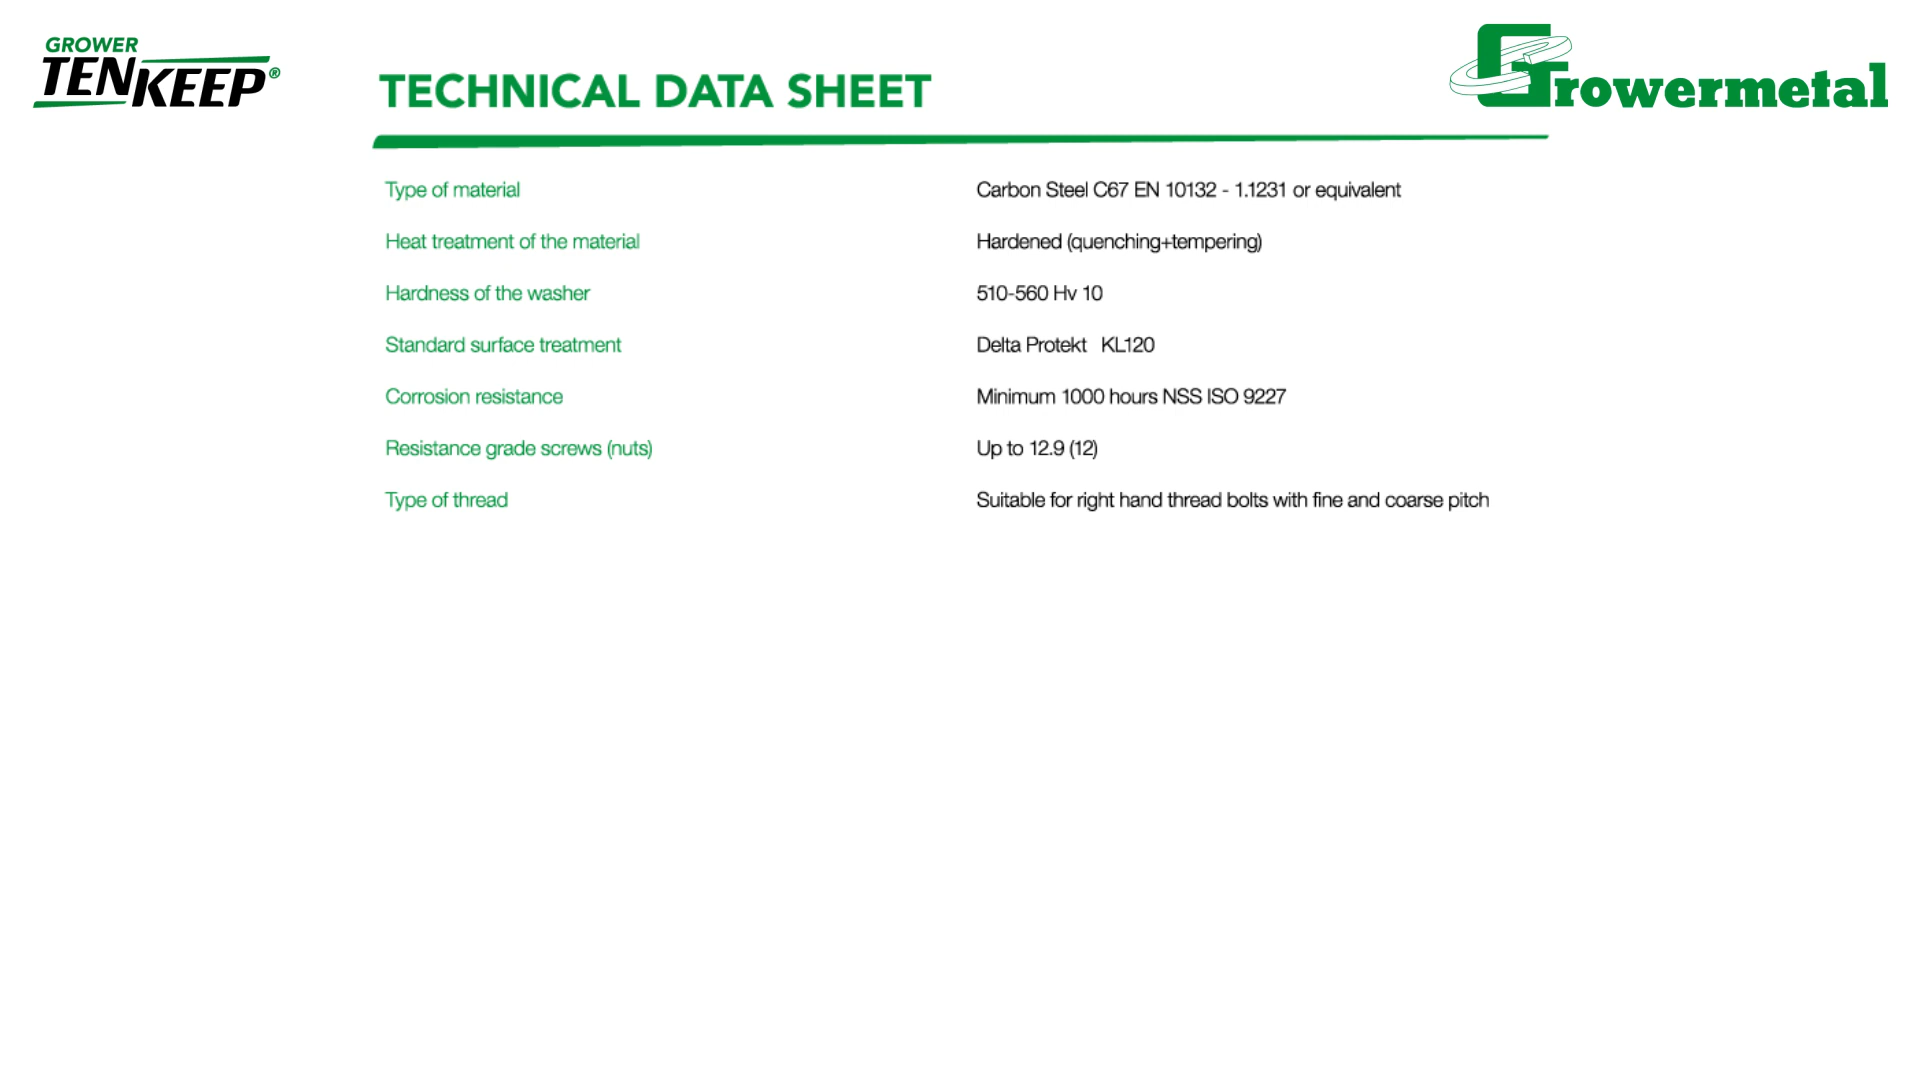 GROWER
TENKEEP®
TECHNICAL DATA SHEET
Growermetal
Type of material Carbon Steel C67 EN 10132 - 1.1231 or equivalent
Heat treatment of the material Hardened (quenching+tempering)
Hardness of the washer 510-560 Hv 10
Standard surface treatment Delta Protekt KL120
Corrosion resistance Minimum 1000 hours NSS ISO 9227
Resistance grade screws (nuts) Up to 12.9 (12)
Type of thread Suitable for right hand thread bolts with fine and coarse pitch